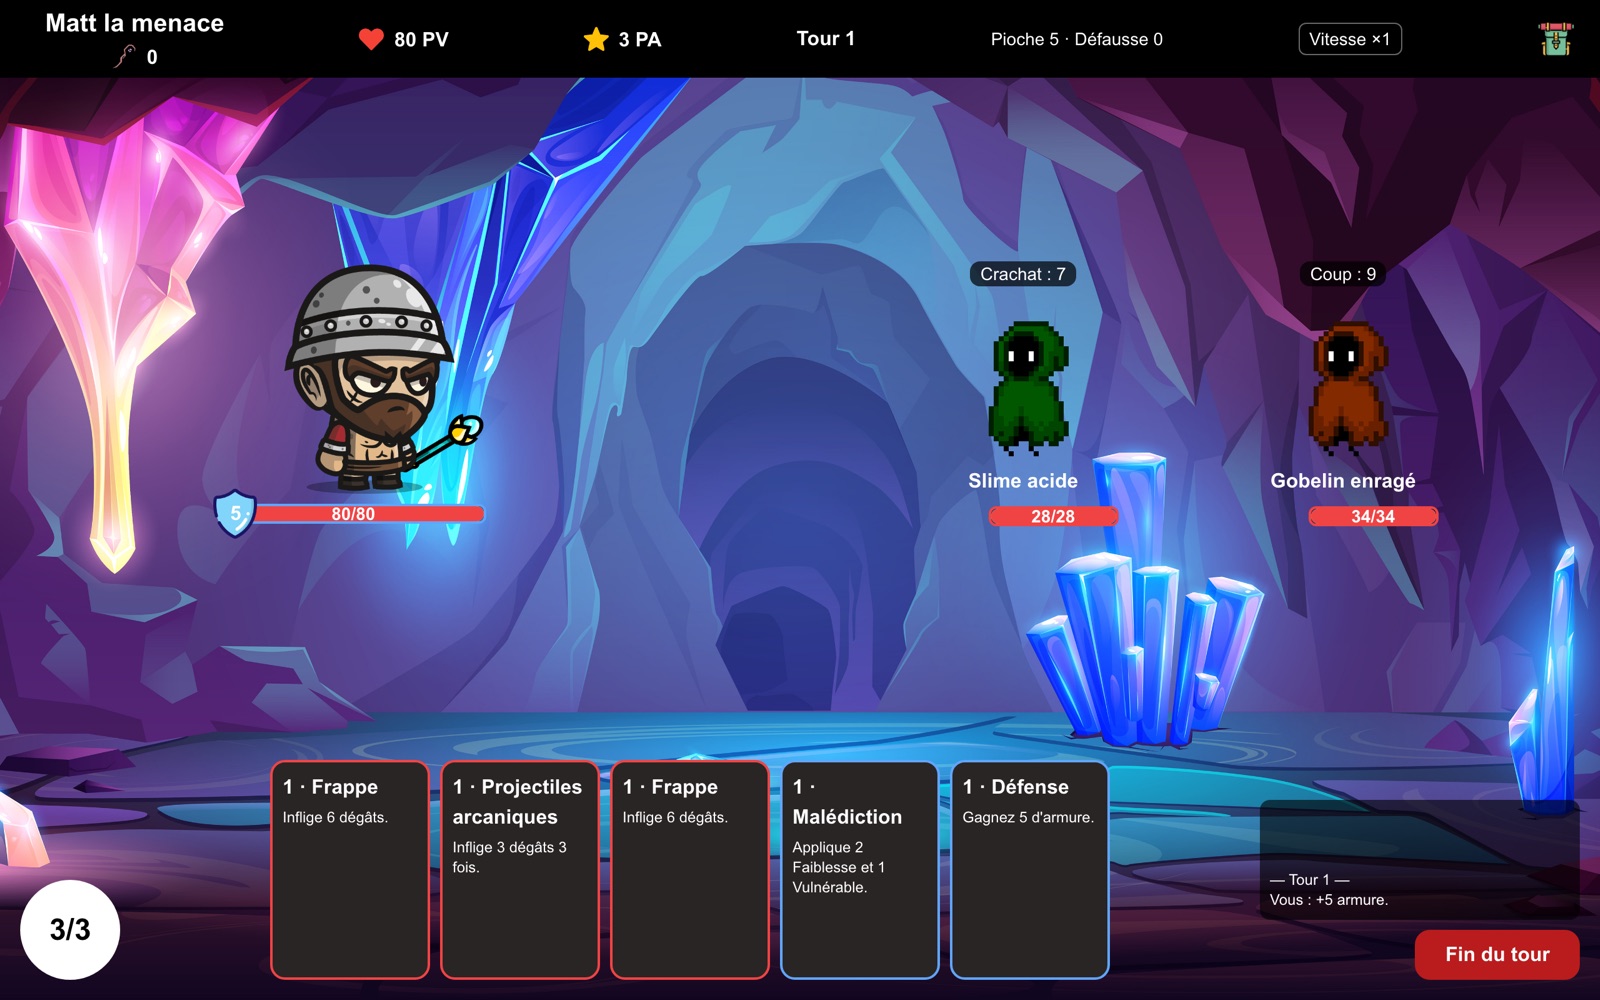 Matt la menace
0
80 PV
3 PA
Tour 1
Pioche 5 · Défausse 0
Vitesse ×1
Crachat : 7
Coup : 9
Slime acide
Gobelin enragé
5
80/80
28/28
34/34
1 · Frappe
Inflige 6 dégâts.
1 · Projectiles
arcaniques
Inflige 3 dégâts 3
fois.
1 · Frappe
Inflige 6 dégâts.
1 ·
Malédiction
Applique 2
Faiblesse et 1
Vulnérable.
1 · Défense
Gagnez 5 d'armure.
— Tour 1 —
Vous : +5 armure.
3/3
Fin du tour